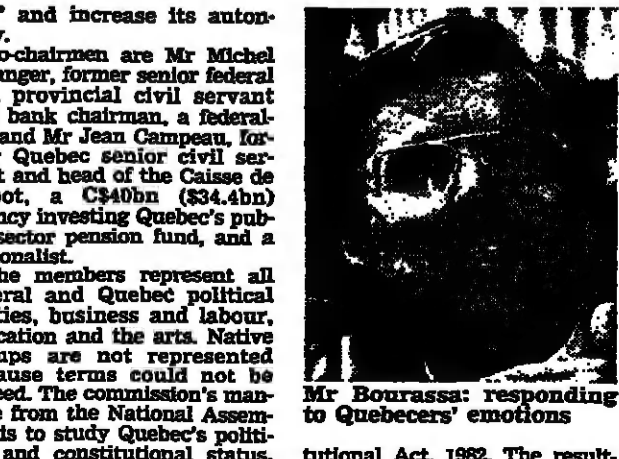 and increase its auton-
o-chairmen are Mr Michel
anger, former senior federal
provincial civil servant
bank chairman, a federal-
and Mr Jean Campeau, for-
Quebec senior civil ser-
t and head of the Caisse de
ot, a C$40bn ($34.4bn)
ncy investing Quebec's pub-
sector pension fund, and a
onalist.
he members represent all
eral and Quebec political
ties, business and labour,
cation and the arts. Native
ups are not represented
ause terms could not be
eed. The commission's man-
e from the National Assem-
is to study Quebec's politi-
and constitutional status,
Mr Bourassa: responding
to Quebecers' emotions
tutional Act, 1982. The result-